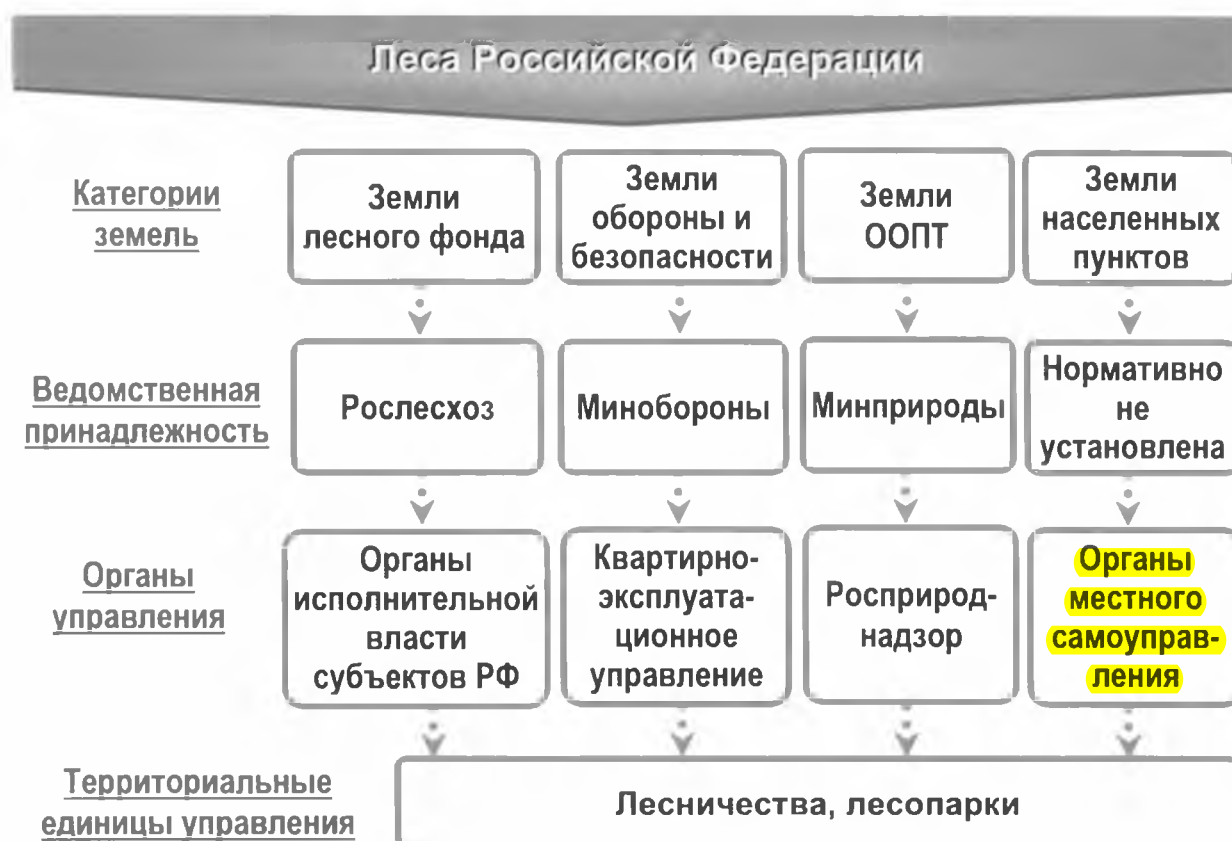 Леса Российской Федерации
Категории
земель
Земли
лесного фонда
Земли
обороны и
безопасности
Земли
ООПТ
Земли
населенных
пунктов
Ведомственная
принадлежность
Рослесхоз
Минобороны
Минприроды
Нормативно
не
установлена
Органы
управления
Органы
исполнительной
власти
субъектов РФ
Квартирно-
эксплуата-
ционное
управление
Росприрод-
надзор
Органы
местного
самоуправ-
ления
Территориальные
единицы управления
Лесничества, лесопарки